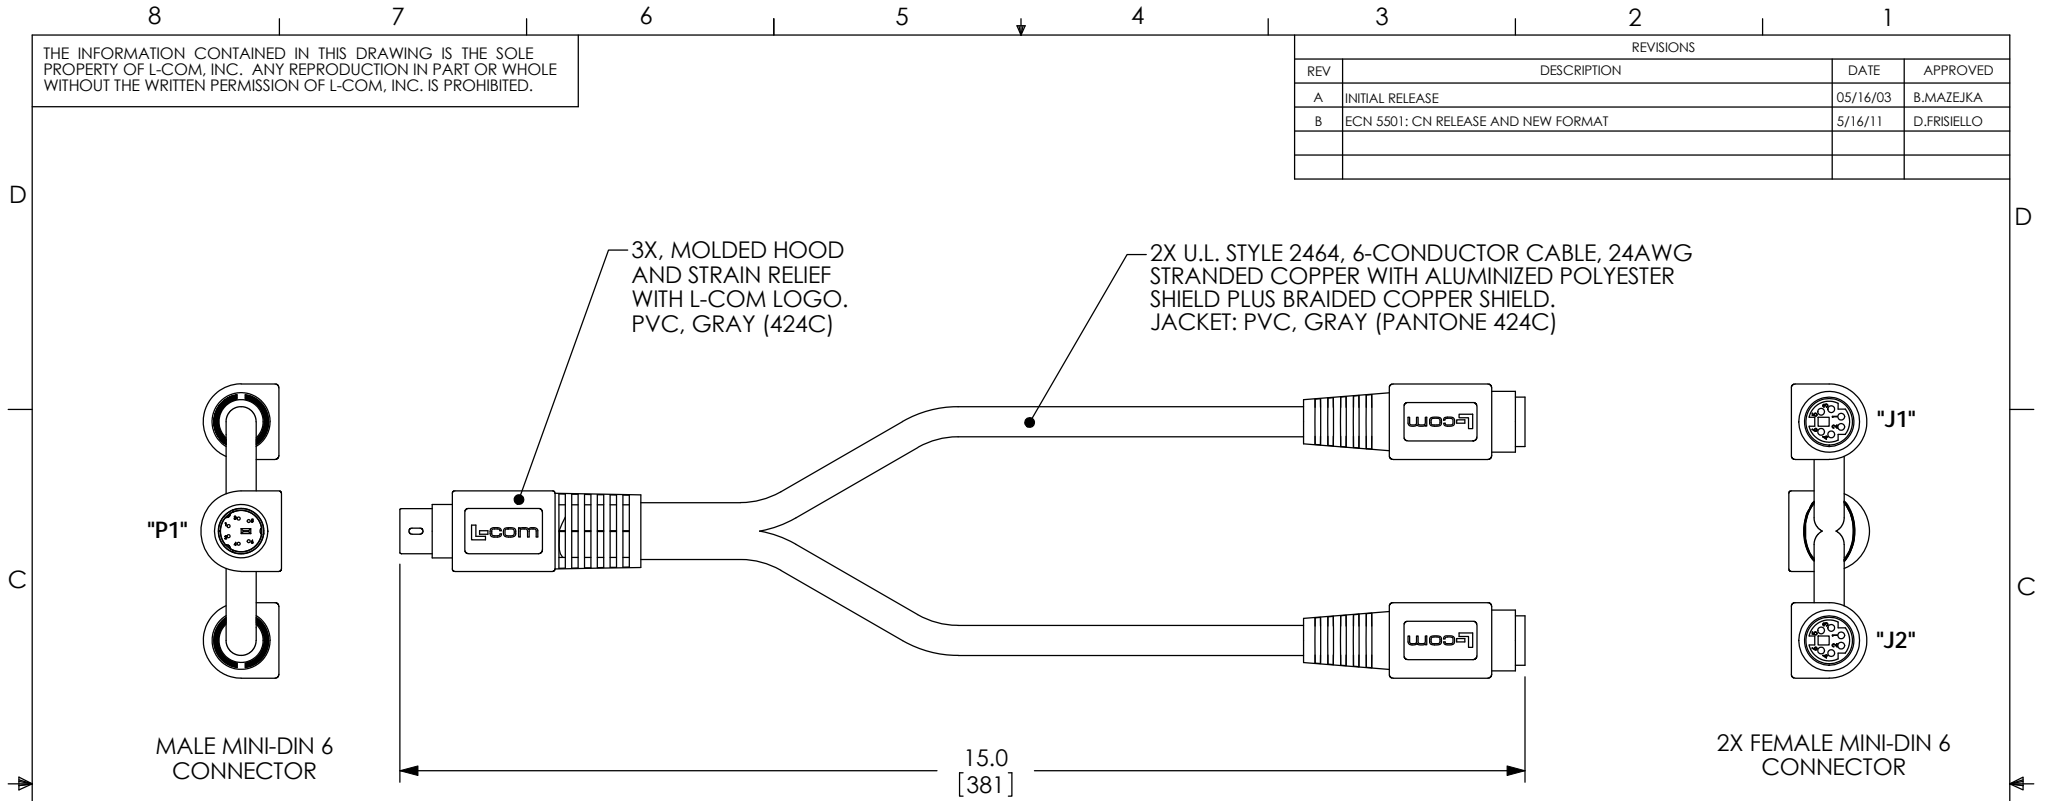 8 7 6 5 4 3 2 1
THE INFORMATION CONTAINED IN THIS DRAWING IS THE SOLE
PROPERTY OF L-COM, INC. ANY REPRODUCTION IN PART OR WHOLE
WITHOUT THE WRITTEN PERMISSION OF L-COM, INC. IS PROHIBITED.
REVISIONS
REV DESCRIPTION DATE APPROVED
A INITIAL RELEASE 05/16/03 B.MAZEJKA
B ECN 5501: CN RELEASE AND NEW FORMAT 5/16/11 D.FRISIELLO
D
D
3X, MOLDED HOOD
AND STRAIN RELIEF
WITH L-COM LOGO.
PVC, GRAY (424C)
2X U.L. STYLE 2464, 6-CONDUCTOR CABLE, 24AWG
STRANDED COPPER WITH ALUMINIZED POLYESTER
SHIELD PLUS BRAIDED COPPER SHIELD.
JACKET: PVC, GRAY (PANTONE 424C)
L-com
"J1"
"P1"
L-com
C
C
L-com
"J2"
MALE MINI-DIN 6
CONNECTOR
15.0
[381]
2X FEMALE MINI-DIN 6
CONNECTOR